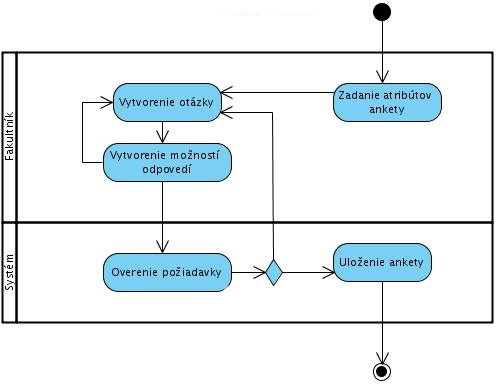 Fakultník
Zadanie atribútov
ankety
Vytvorenie otázky
Vytvorenie možností
odpovedí
Systém
Overenie požiadavky
Uloženie ankety